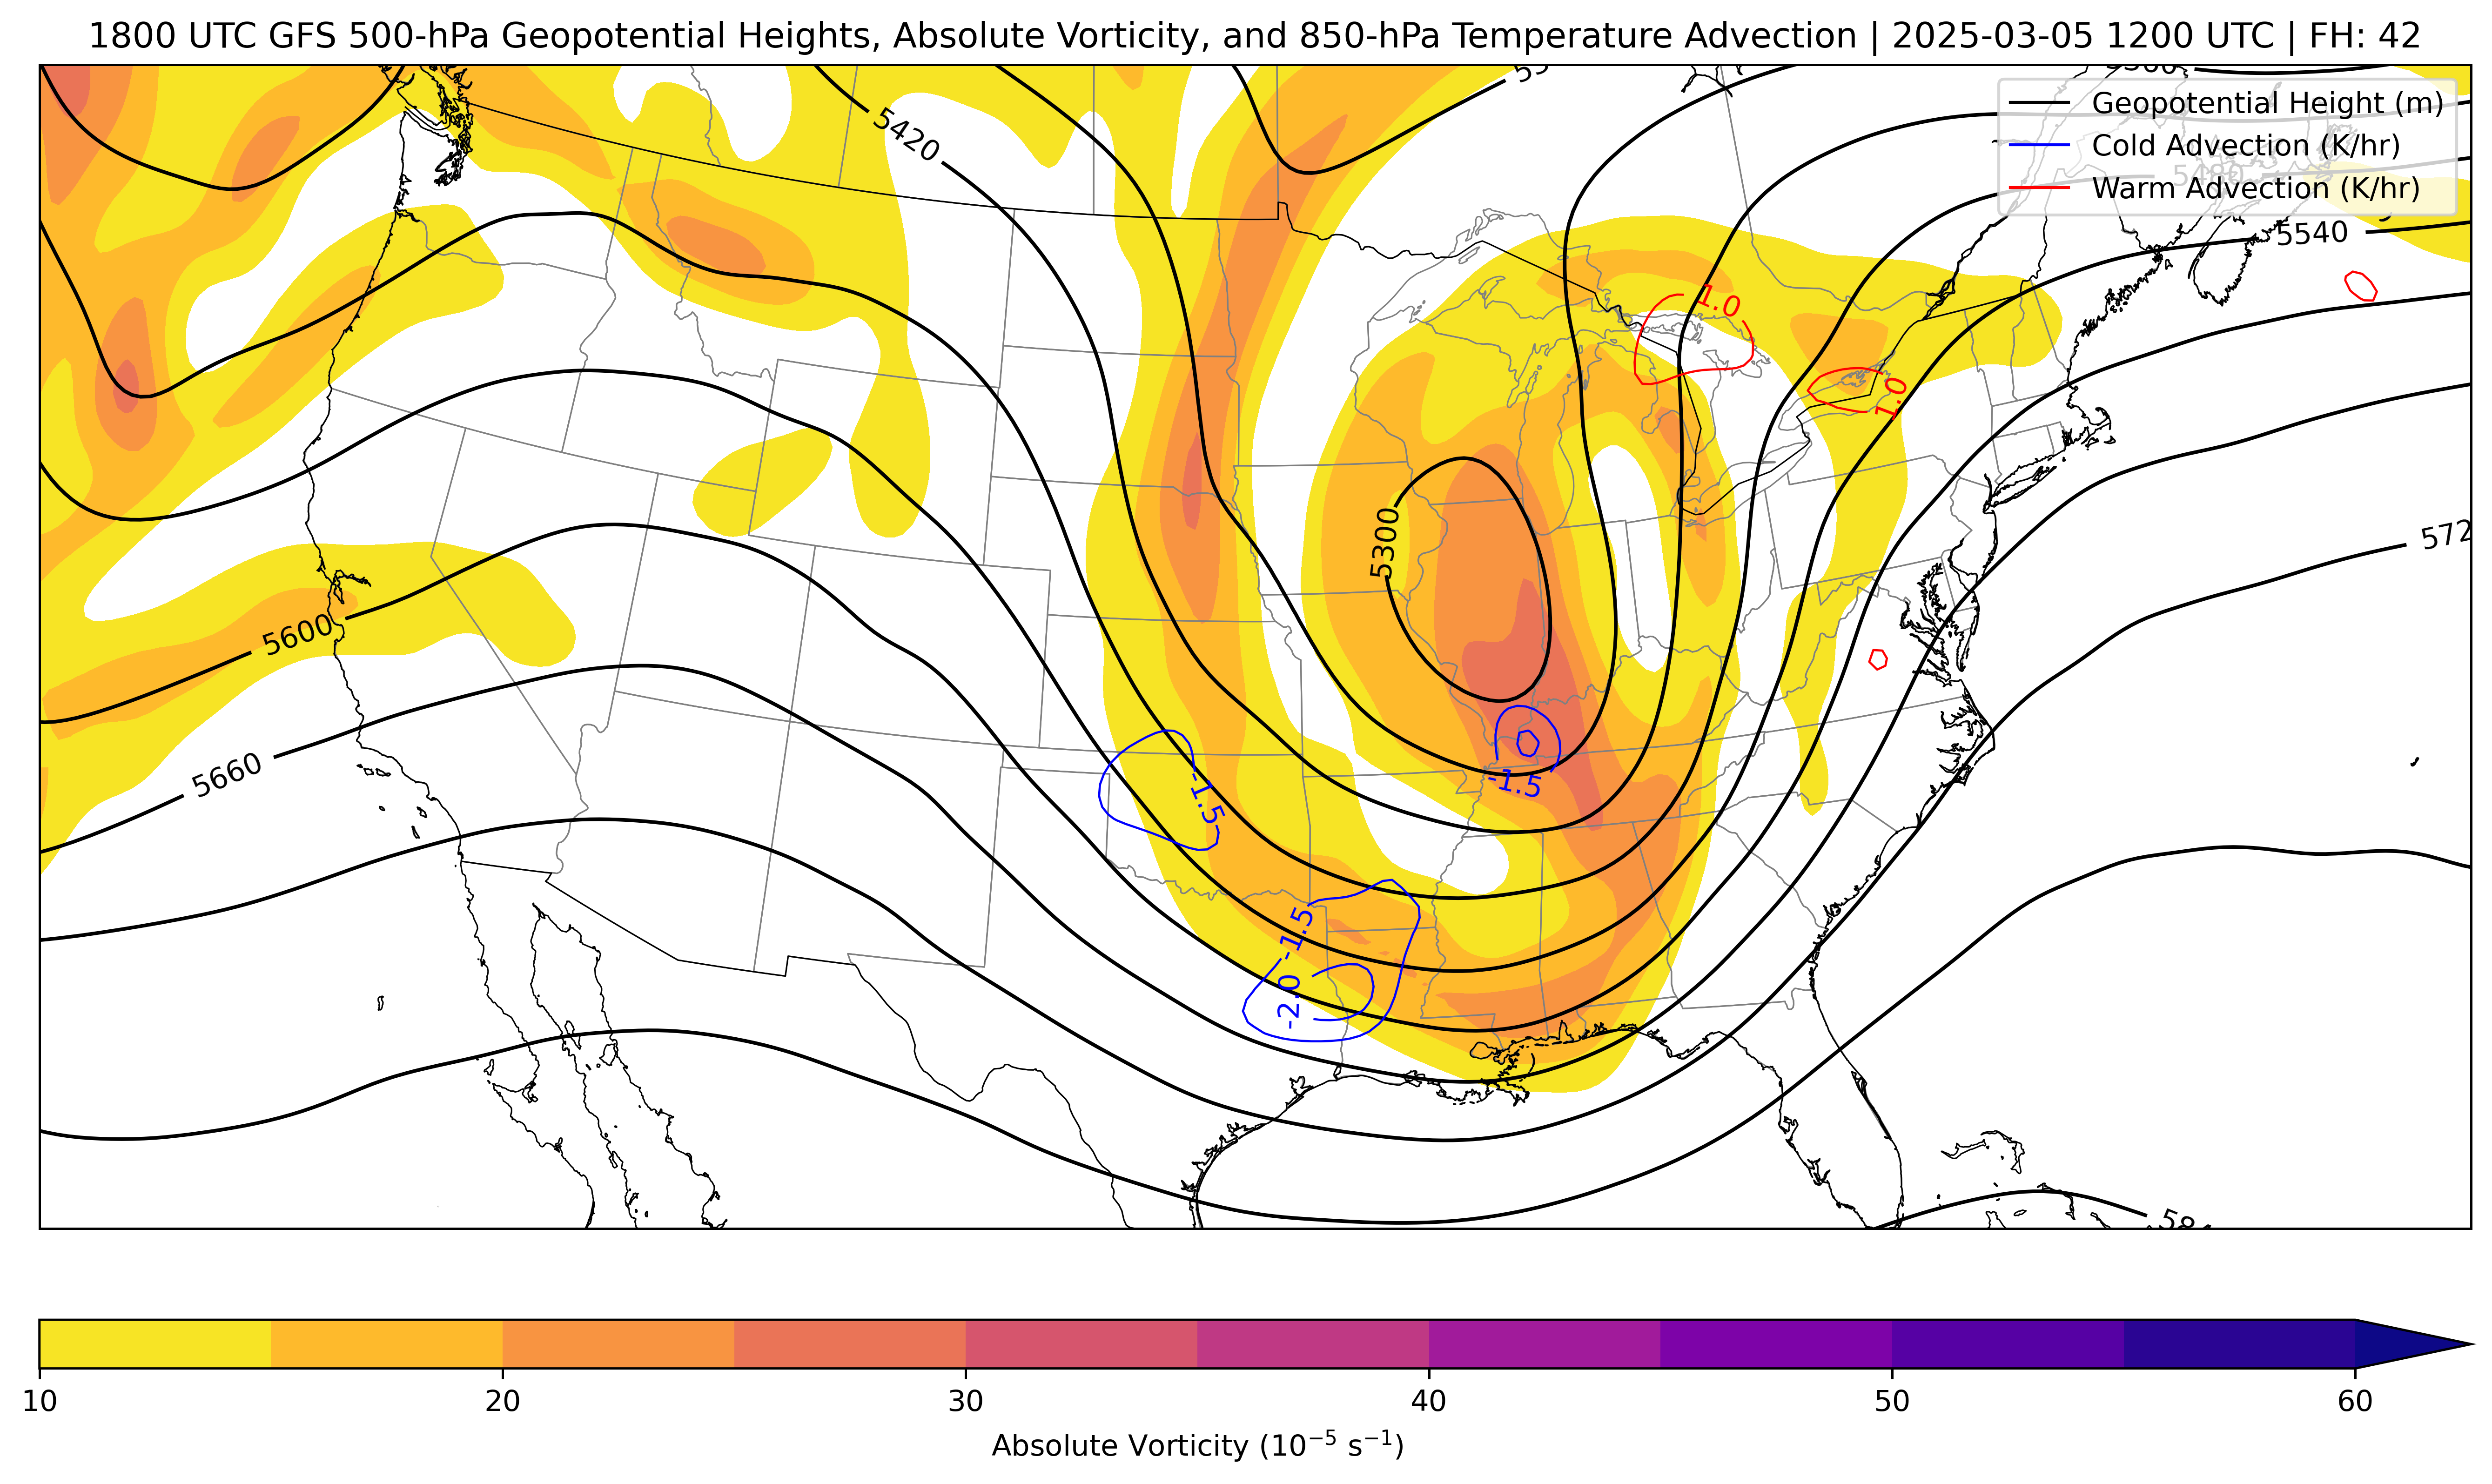 1800 UTC GFS 500-hPa Geopotential Heights, Absolute Vorticity, and 850-hPa Temperature Advection | 2025-03-05 1200 UTC | FH: 42
Geopotential Height (m)
Cold Advection (K/hr)
Warm Advection (K/hr)
5420
5480
5540
1.0
1.0
5300
572
5600
5660
-1.5
-1.5
-1.5
-2.0
10 20 30 40 50 60
Absolute Vorticity (10⁻⁵ s⁻¹)